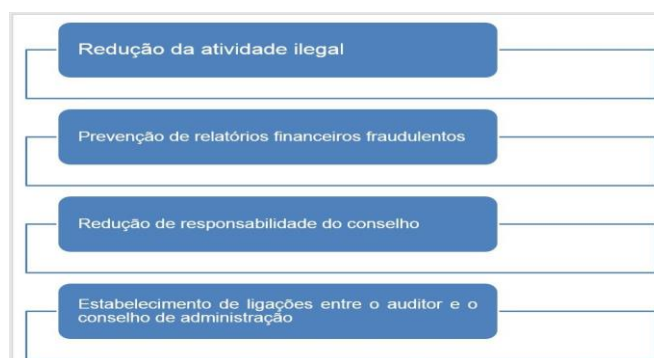 Redução da atividade ilegal
Prevenção de relatórios financeiros fraudulentos
Redução de responsabilidade do conselho
Estabelecimento de ligações entre o auditor e o
conselho de administração